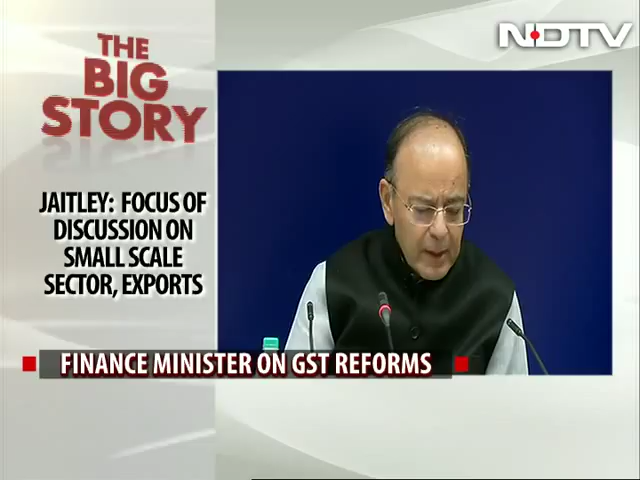 NDTV
THE
BIG
STORY
JAITLEY: FOCUS OF
DISCUSSION ON
SMALL SCALE
SECTOR, EXPORTS
FINANCE MINISTER ON GST REFORMS